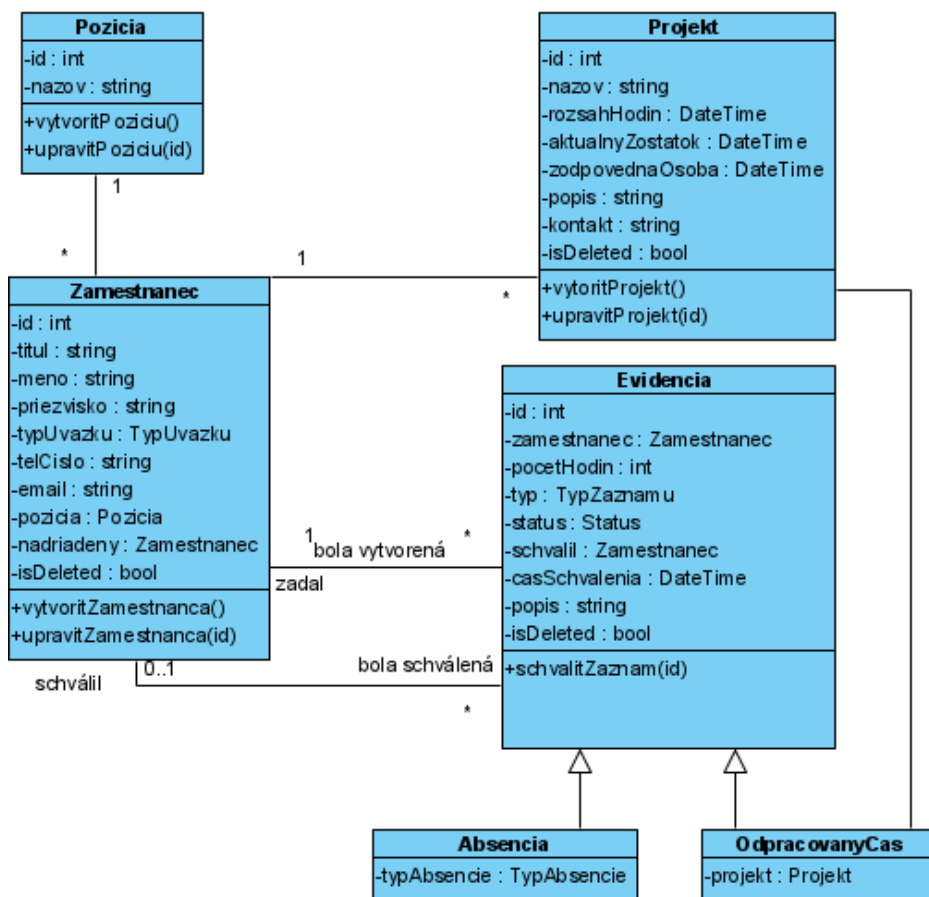 Pozicia
-id : int
-nazov : string
+vytvoritPoziciu()
+upravitPoziciu(id)
1
*
Projekt
-id : int
-nazov : string
-rozsahHodin : DateTime
-aktualnyZostatok : DateTime
-zodpovednaOsoba : DateTime
-popis : string
-kontakt : string
-isDeleted : bool
+vytoritProjekt()
+upravitProjekt(id)
1
*
Zamestnanec
-id : int
-titul : string
-meno : string
-priezvisko : string
-typUvazku : TypUvazku
-telCislo : string
-email : string
-pozicia : Pozicia
-nadriadeny : Zamestnanec
-isDeleted : bool
+vytvoritZamestnanca()
+upravitZamestnanca(id)
Evidencia
-id : int
-zamestnanec : Zamestnanec
-pocetHodin : int
-typ : TypZaznamu
-status : Status
-schvalil : Zamestnanec
-casSchvalenia : DateTime
-popis : string
-isDeleted : bool
+schvalitZaznam(id)
1
*
bola vytvorená
zadal
0..1
bola schválená
schválil
*
Absencia
-typAbsencie : TypAbsencie
OdpracovanyCas
-projekt : Projekt